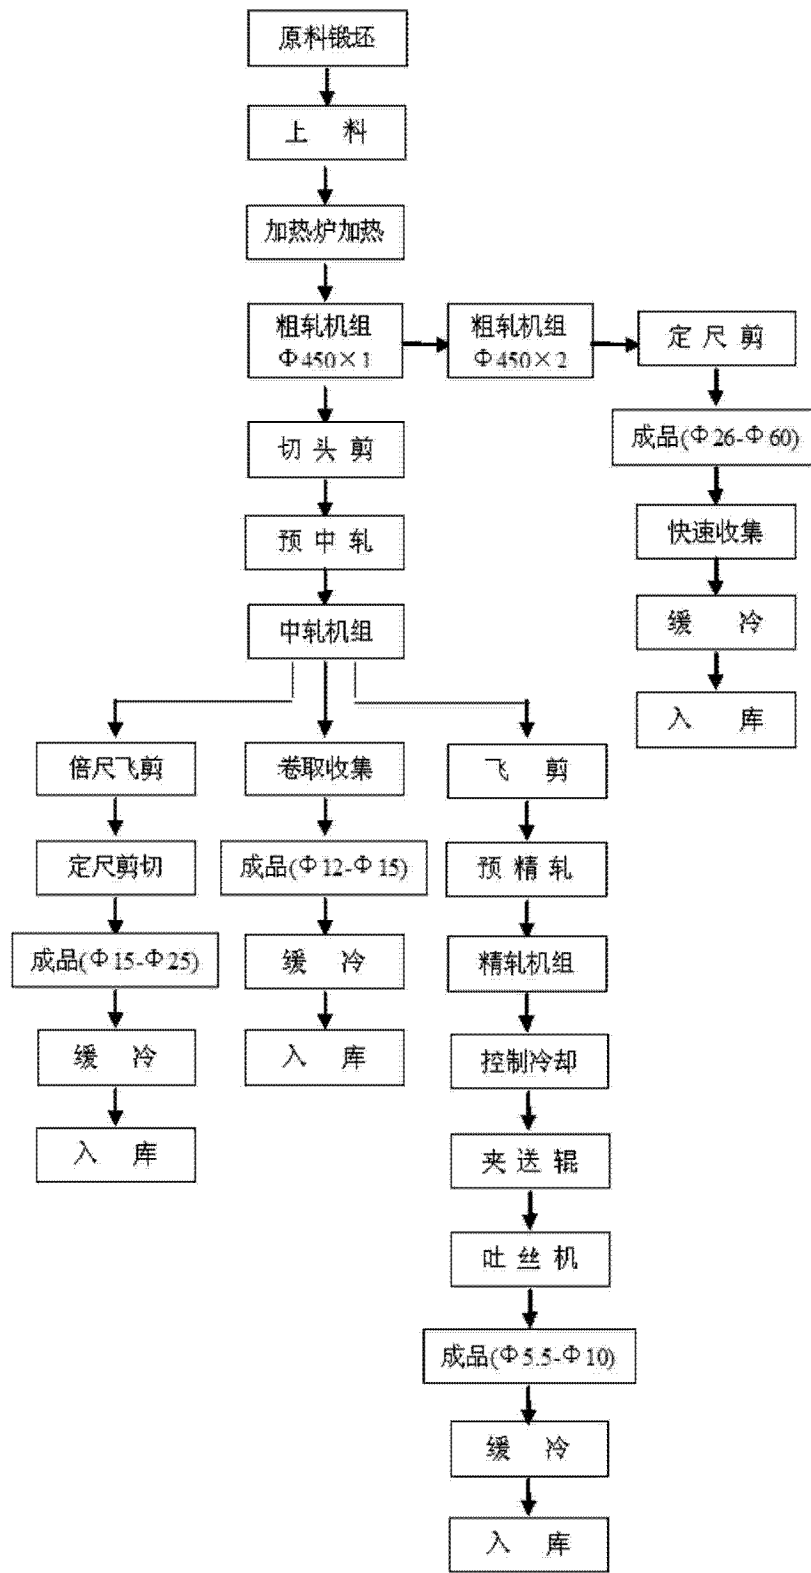 原料锻坯
上 料
加热炉加热
粗轧机组
Φ450×1
粗轧机组
Φ450×2
定 尺 剪
成品(Φ26-Φ60)
快速收集
缓 冷
入 库
切 头 剪
预 中 轧
中轧机组
倍尺飞剪
定尺剪切
成品(Φ15-Φ25)
缓 冷
入 库
卷取收集
成品(Φ12-Φ15)
缓 冷
入 库
飞 剪
预 精 轧
精轧机组
控制冷却
夹 送 辊
吐 丝 机
成品(Φ5.5-Φ10)
缓 冷
入 库